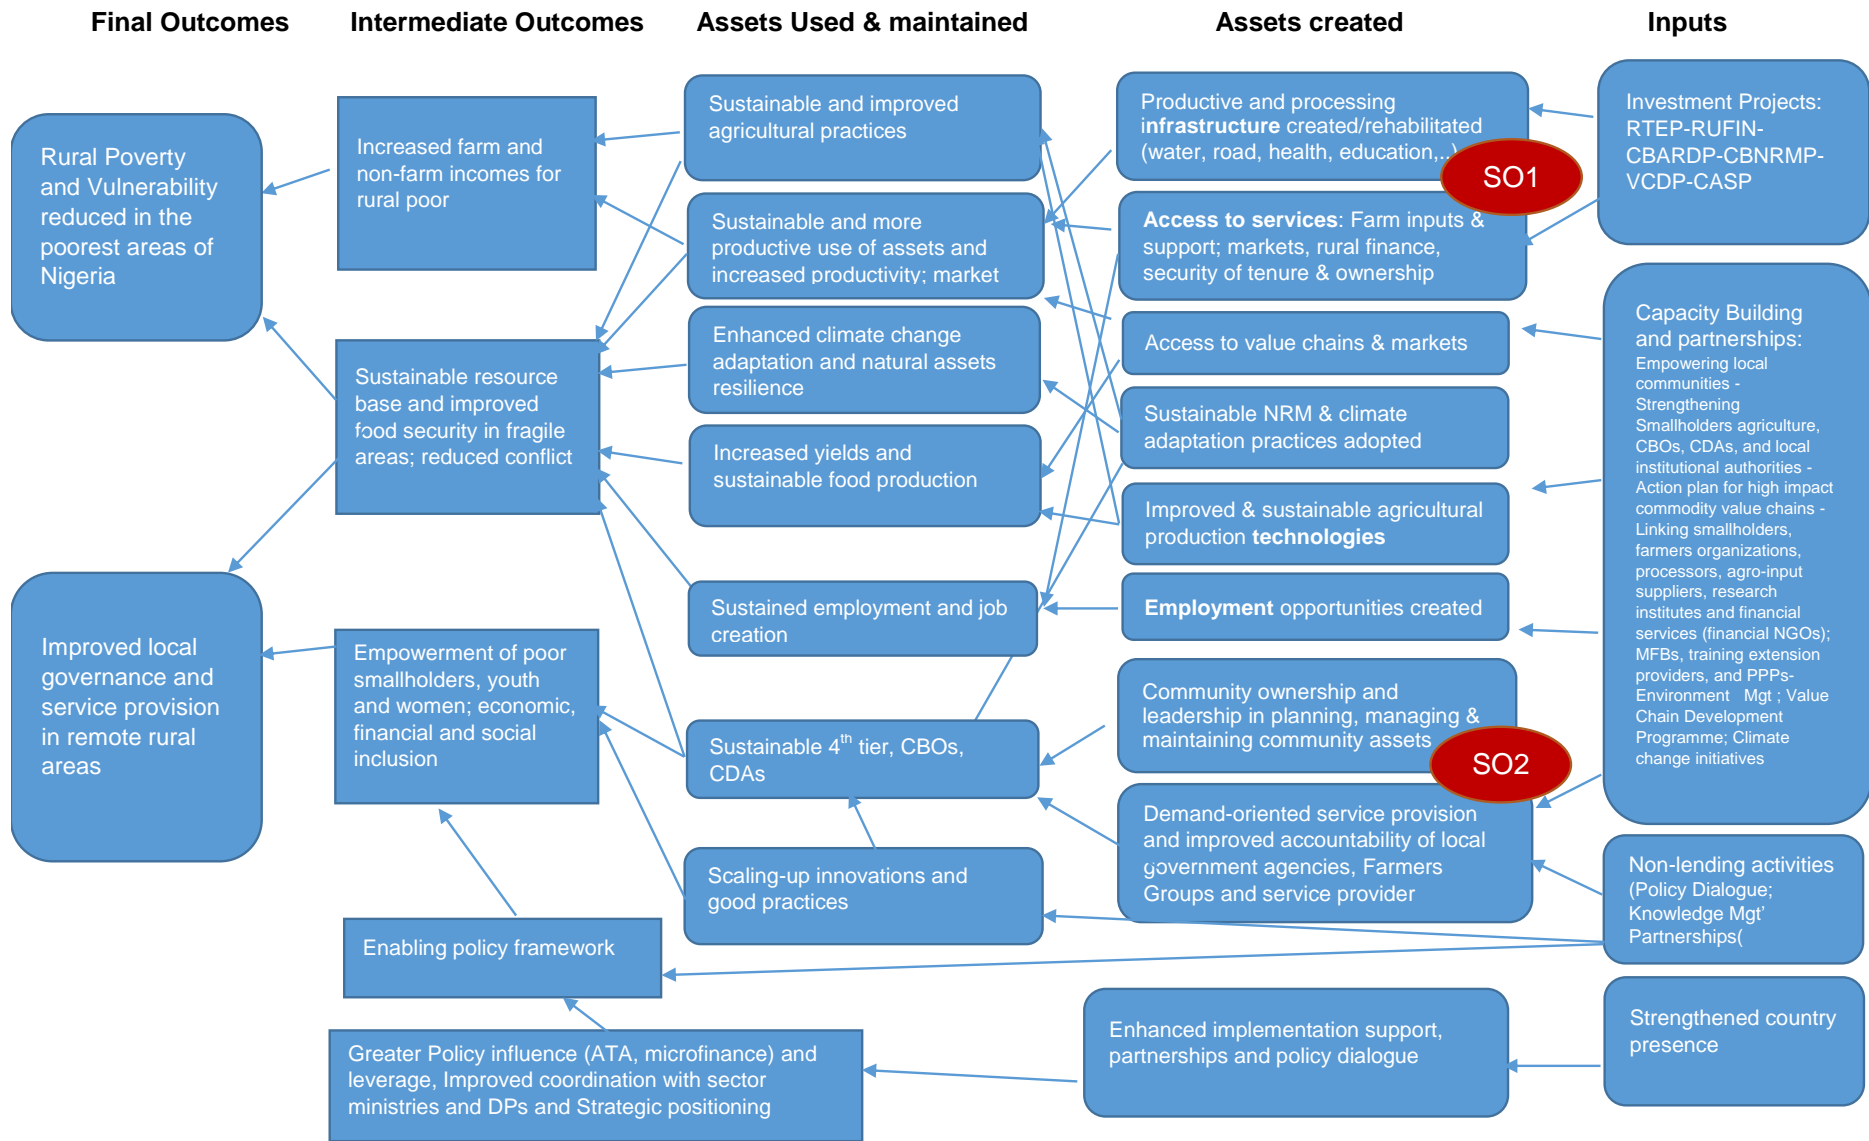 Final Outcomes
Intermediate Outcomes
Assets Used & maintained
Assets created
Inputs
Rural Poverty
and Vulnerability
reduced in the
poorest areas of
Nigeria
Improved local
governance and
service provision
in remote rural
areas
Increased farm and
non-farm incomes for
rural poor
Sustainable resource
base and improved
food security in fragile
areas; reduced conflict
Empowerment of poor
smallholders, youth
and women; economic,
financial and social
inclusion
Enabling policy framework
Greater Policy influence (ATA, microfinance) and
leverage, Improved coordination with sector
ministries and DPs and Strategic positioning
Sustainable and improved
agricultural practices
Sustainable and more
productive use of assets and
increased productivity; market
Enhanced climate change
adaptation and natural assets
resilience
Increased yields and
sustainable food production
Sustained employment and job
creation
Sustainable 4th tier, CBOs,
CDAs
Scaling-up innovations and
good practices
Productive and processing
infrastructure created/rehabilitated
(water, road, health, education,..)
SO1
Access to services: Farm inputs &
support; markets, rural finance,
security of tenure & ownership
Access to value chains & markets
Sustainable NRM & climate
adaptation practices adopted
Improved & sustainable agricultural
production technologies
Employment opportunities created
Community ownership and
leadership in planning, managing &
maintaining community assets
SO2
Demand-oriented service provision
and improved accountability of local
government agencies, Farmers
Groups and service provider
Enhanced implementation support,
partnerships and policy dialogue
Investment Projects:
RTEP-RUFIN-
CBARDP-CBNRMP-
VCDP-CASP
Capacity Building
and partnerships:
Empowering local
communities -
Strengthening
Smallholders agriculture,
CBOs, CDAs, and local
institutional authorities -
Action plan for high impact
commodity value chains -
Linking smallholders,
farmers organizations,
processors, agro-input
suppliers, research
institutes and financial
services (financial NGOs);
MFBs, training extension
providers, and PPPs-
Environment Mgt ; Value
Chain Development
Programme; Climate
change initiatives
Non-lending activities
(Policy Dialogue;
Knowledge Mgt'
Partnerships(
Strengthened country
presence